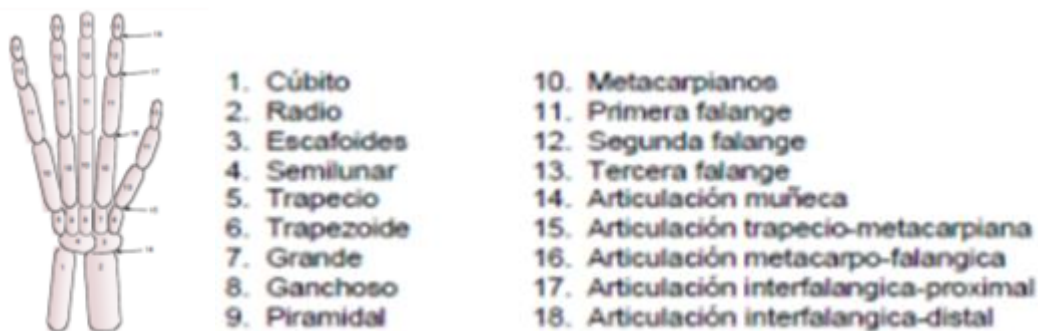 1. Cúbito
2. Radio
3. Escafoides
4. Semilunar
5. Trapecio
6. Trapezoide
7. Grande
8. Ganchoso
9. Piramidal
10. Metacarpianos
11. Primera falange
12. Segunda falange
13. Tercera falange
14. Articulación muñeca
15. Articulación trapecio-metacarpiana
16. Articulación metacarpo-falangica
17. Articulación interfalangica-proximal
18. Articulación interfalangica-distal